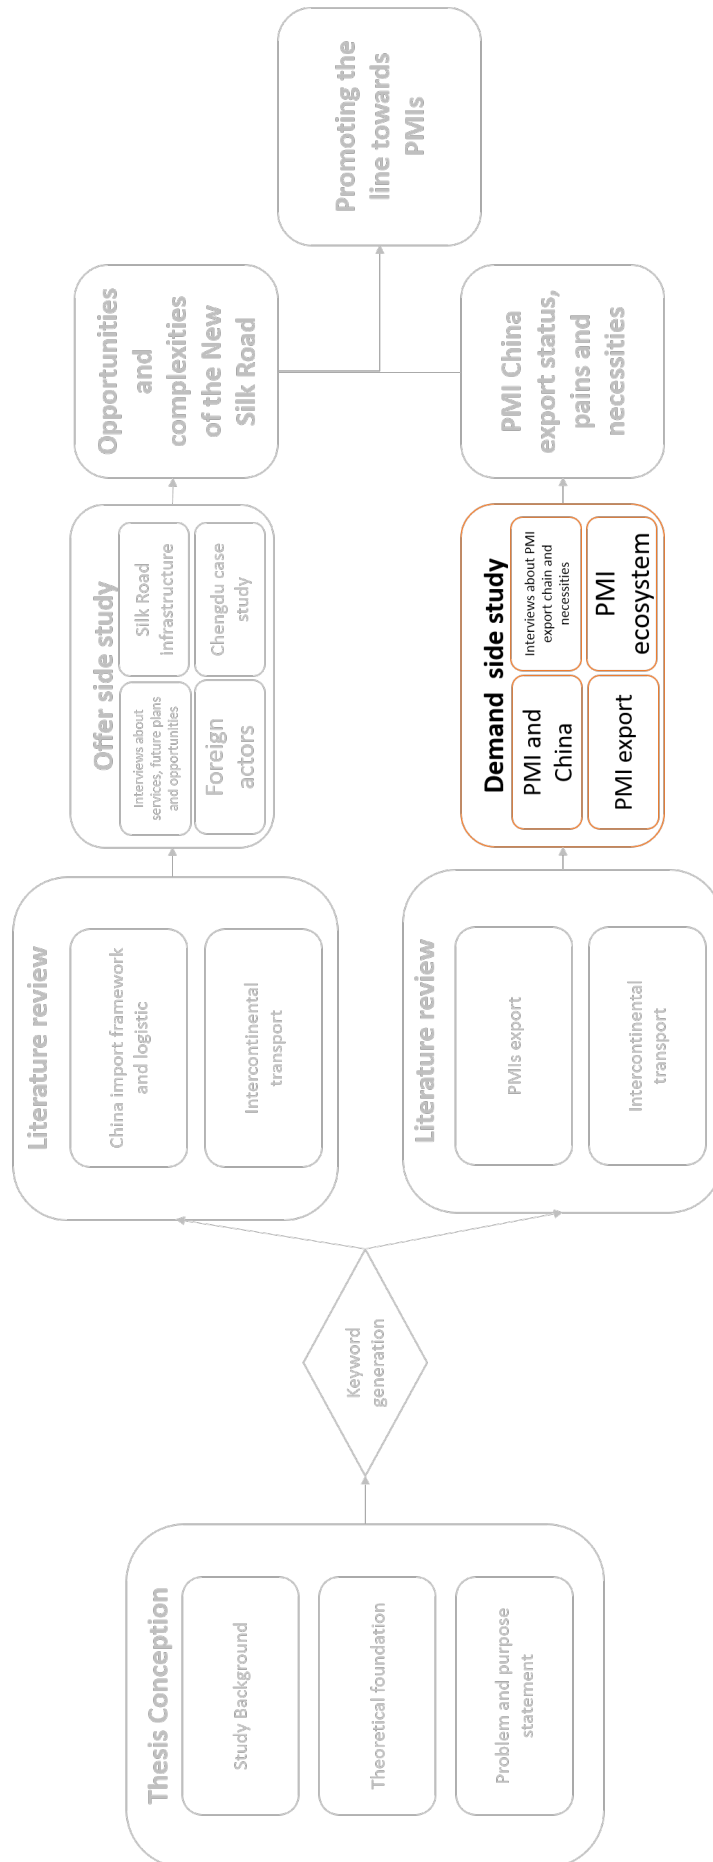 Thesis Conception
Study Background
Theoretical foundation
Problem and purpose
statement
Keyword
generation
Literature review
China import framework
and logistic
Intercontinental
transport
Literature review
PMIs export
Intercontinental
transport
Offer side study
Interviews about
services, future plans
and opportunities
Silk Road
infrastructure
Foreign
actors
Chengdu case
study
Demand side study
PMI and
China
Interviews about PMI
export chain and
necessities
PMI export
PMI
ecosystem
Opportunities
and
complexities
of the New
Silk Road
PMI China
export status,
pains and
necessities
Promoting the
line towards
PMIs